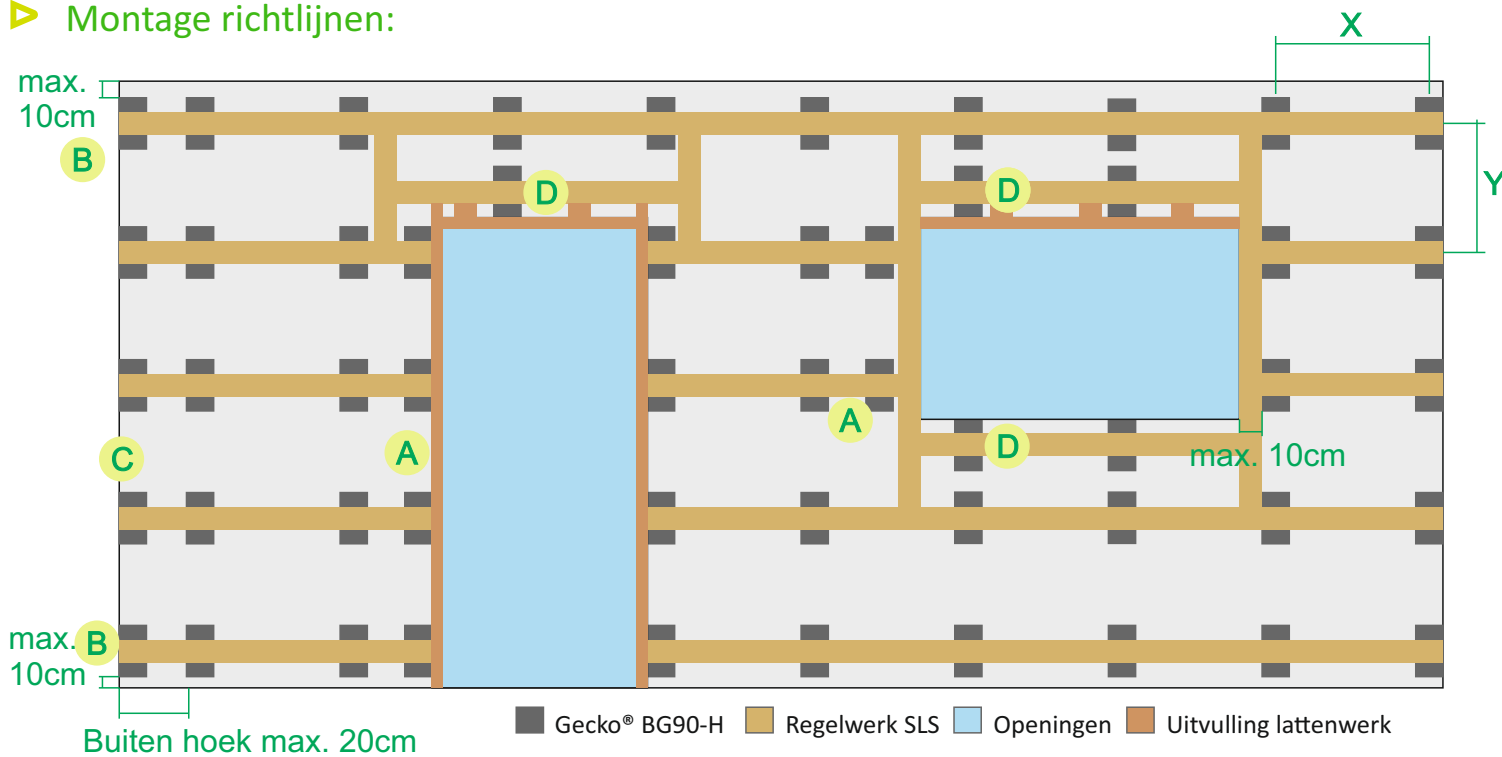 Montage richtlijnen:
X
max.
10cm
B
Y
D
D
A
A
C
D
max. 10cm
max.
10cm
B
Buiten hoek max. 20cm
Gecko® BG90-H
Regelwerk SLS
Openingen
Uitvulling lattenwerk